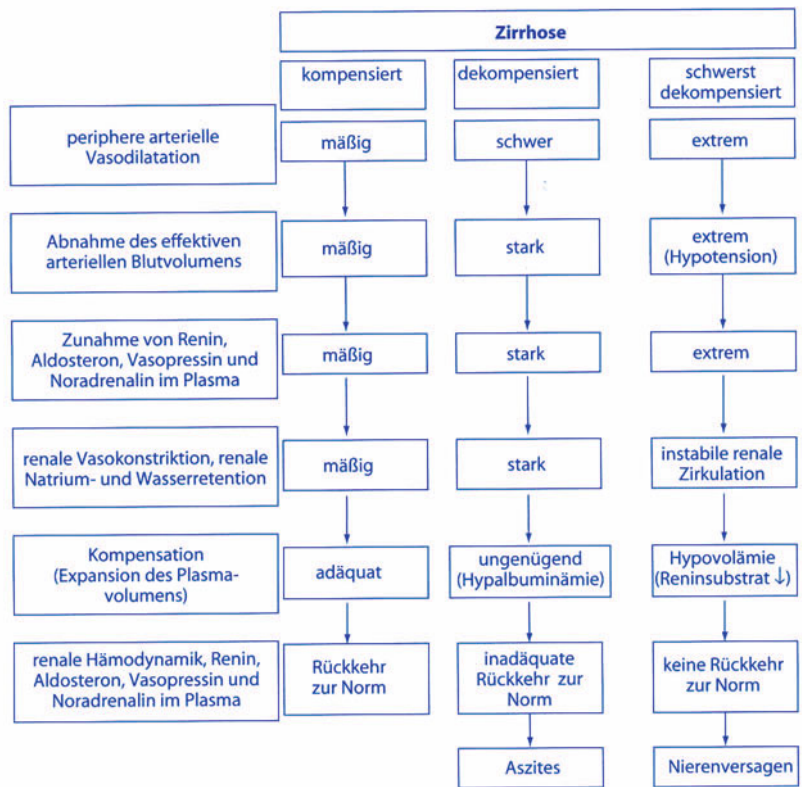 Zirrhose
kompensiert
dekompensiert
schwerst
dekompensiert
periphere arterielle
Vasodilatation
mäßig
schwer
extrem
Abnahme des effektiven
arteriellen Blutvolumens
mäßig
stark
extrem
(Hypotension)
Zunahme von Renin,
Aldosteron, Vasopressin und
Noradrenalin im Plasma
mäßig
stark
extrem
renale Vasokonstriktion, renale
Natrium- und Wasserretention
mäßig
stark
instabile renale
Zirkulation
Kompensation
(Expansion des Plasma-
volumens)
adäquat
ungenügend
(Hypalbuminämie)
Hypovolämie
(Reninsubstrat ↓)
renale Hämodynamik, Renin,
Aldosteron, Vasopressin und
Noradrenalin im Plasma
Rückkehr
zur Norm
inadäquate
Rückkehr zur
Norm
keine Rückkehr
zur Norm
Aszites
Nierenversagen